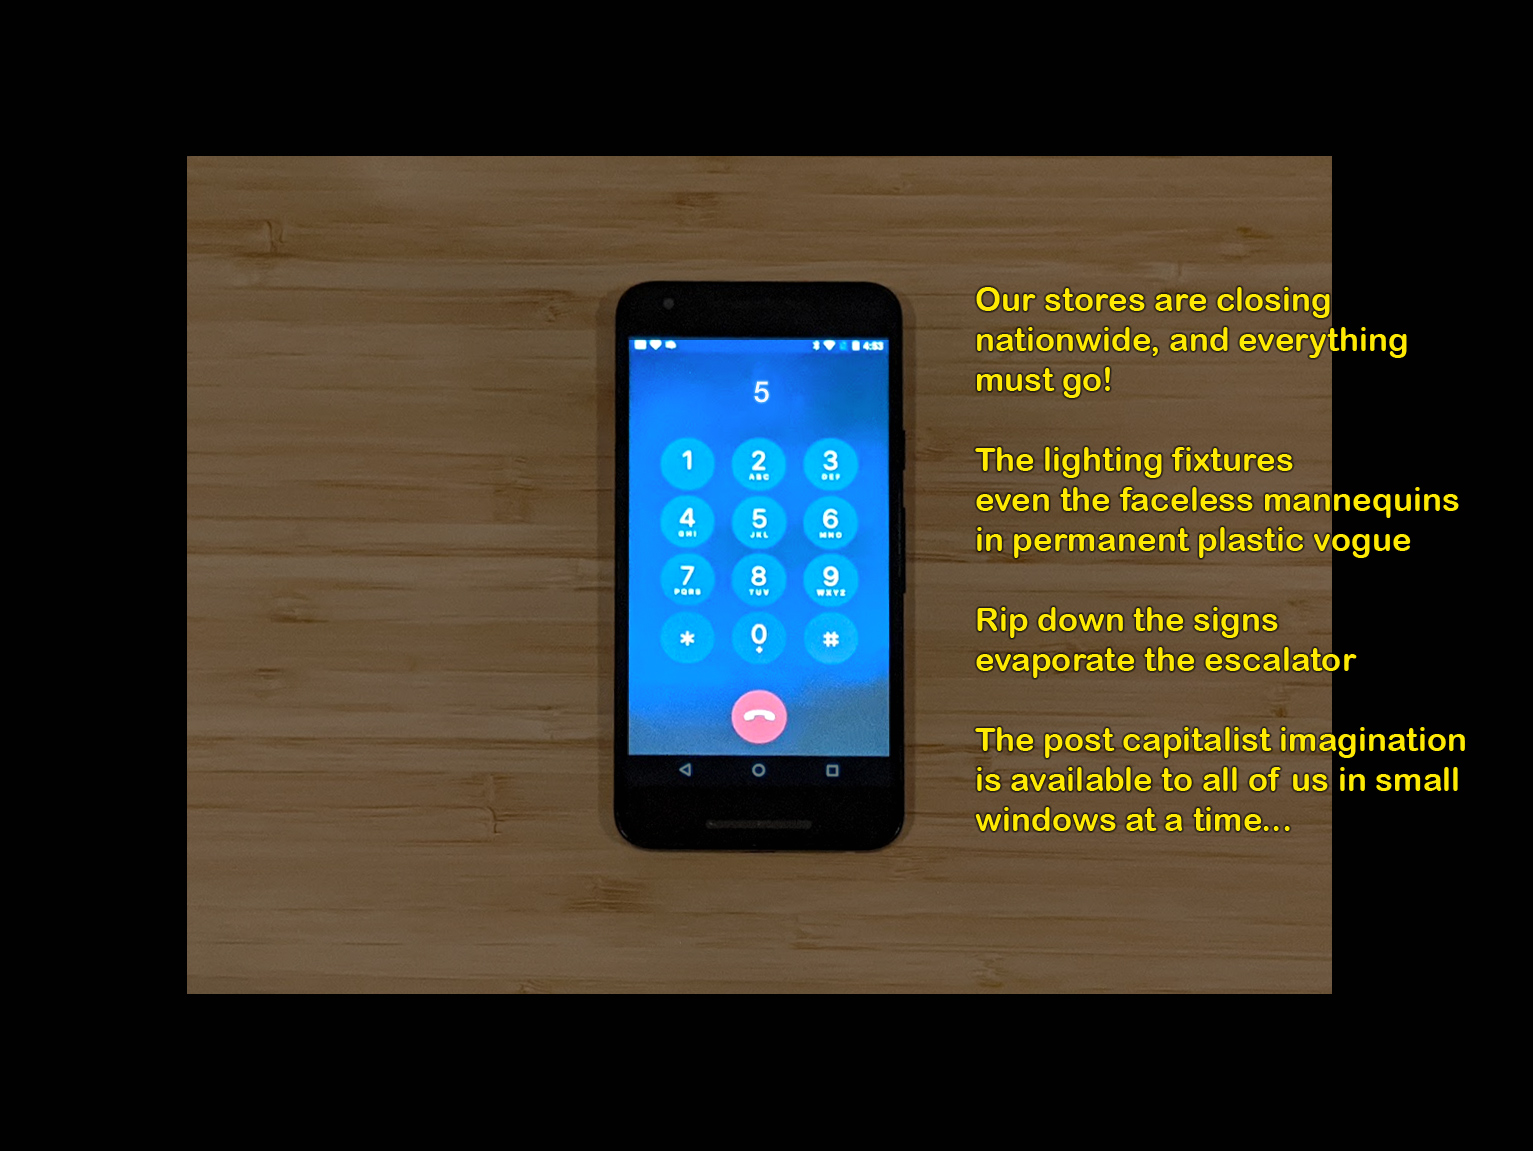 4:53
5
1 2 3
ABC DEF
4 5 6
GHI JKL MNO
7 8 9
PQRS TUV WXYZ
* 0 #
+
Our stores are closing
nationwide, and everything
must go!
The lighting fixtures
even the faceless mannequins
in permanent plastic vogue
Rip down the signs
evaporate the escalator
The post capitalist imagination
is available to all of us in small
windows at a time...